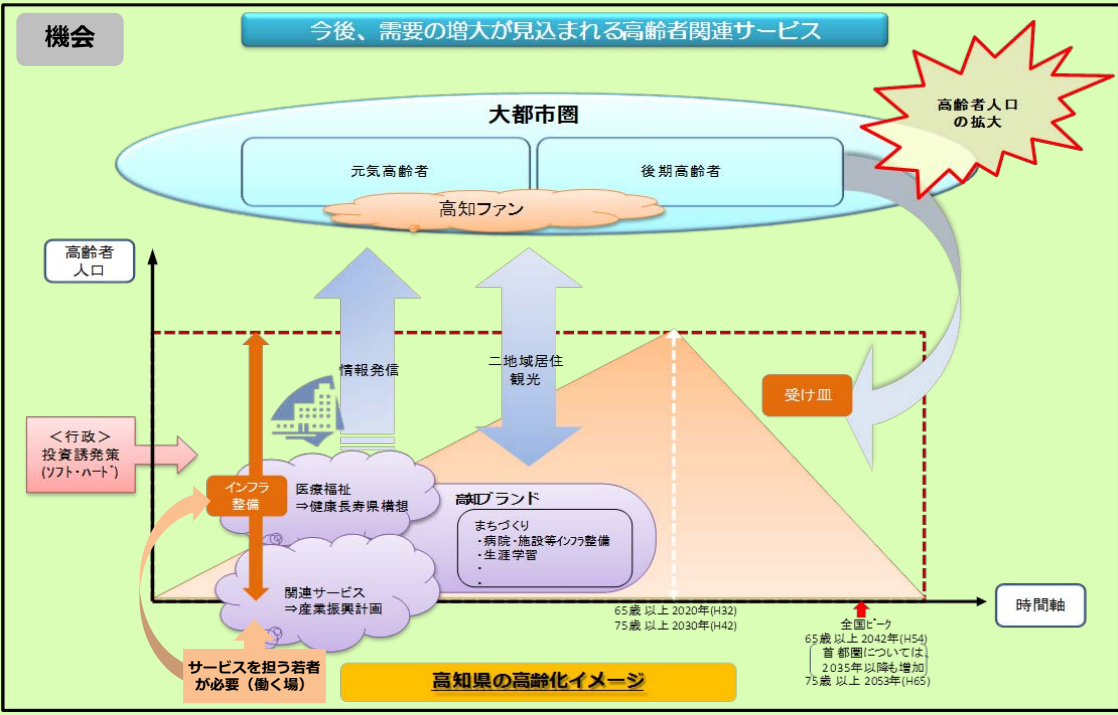 機会
今後、需要の増大が見込まれる高齢者関連サービス
高齢者人口
の拡大
大都市圏
元気高齢者
後期高齢者
高知ファン
高齢者
人口
情報発信
二地域居住
観光
受け皿
＜行政＞
投資誘発策
(ソフト・ハード)
インフラ
整備
医療福祉
⇒健康長寿県構想
高知ブランド
まちづくり
・病院・施設等インフラ整備
・生涯学習
・
・
関連サービス
⇒産業振興計画
65歳以上 2020年(H32)
75歳以上 2030年(H42)
時間軸
全国ピーク
65歳以上 2042年(H54)
首都圏については、
2035年以降も増加
75歳以上 2053年(H65)
サービスを担う若者
が必要（働く場）
高知県の高齢化イメージ